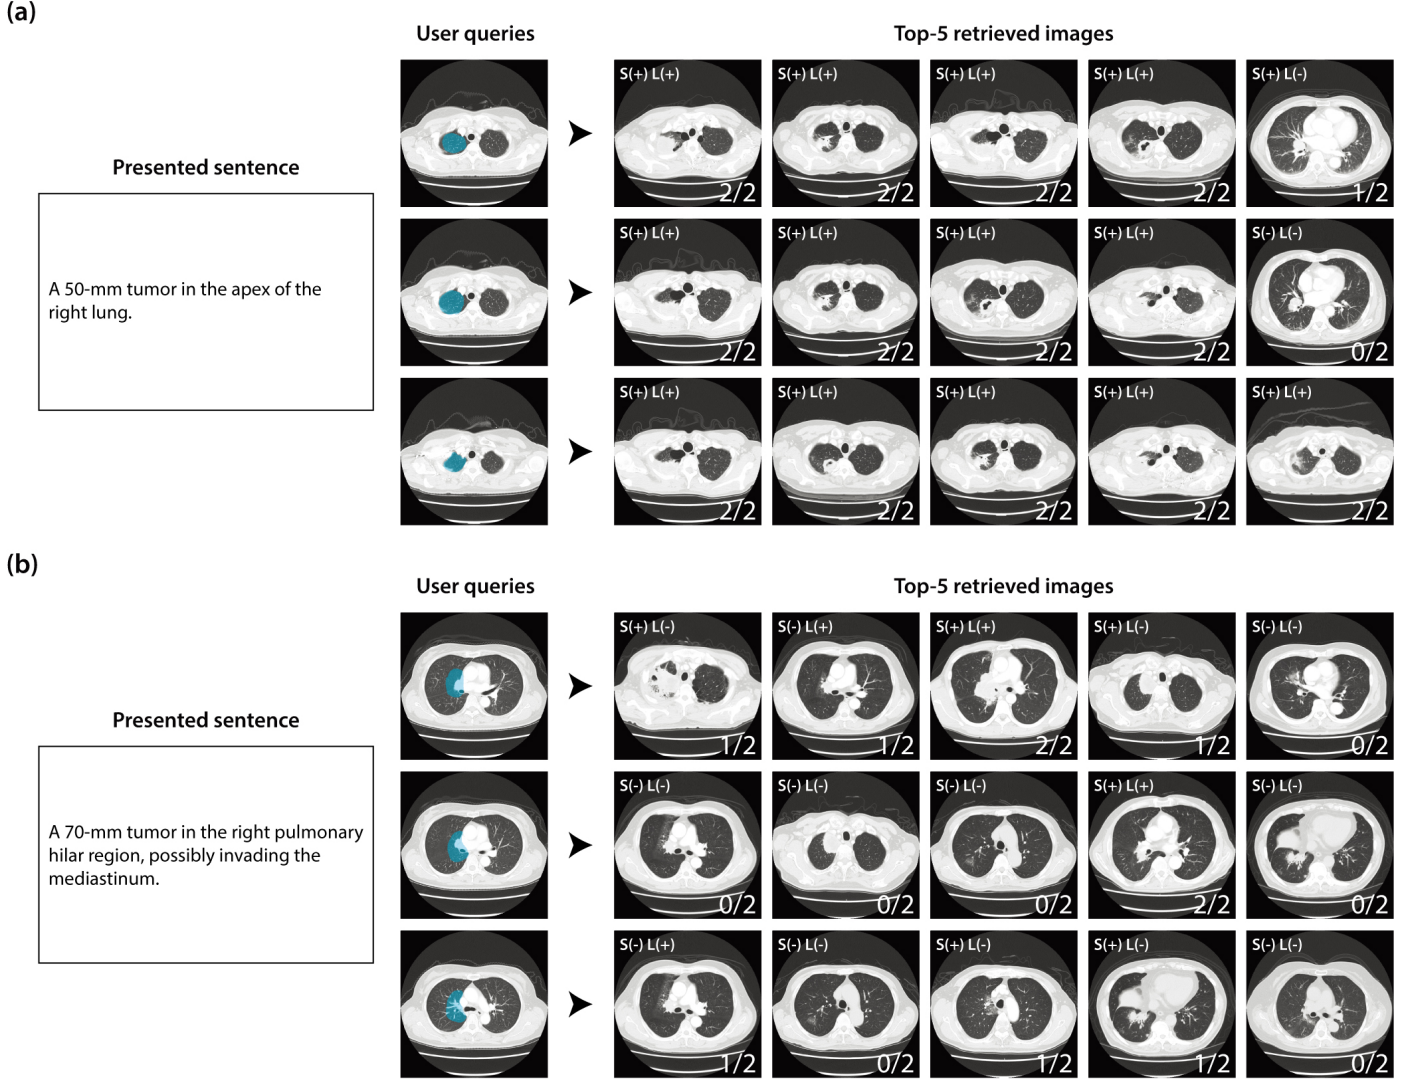 (a)
User queries
Top-5 retrieved images
Presented sentence
A 50-mm tumor in the apex of the
right lung.
S(+) L(+) S(+) L(+) S(+) L(+) S(+) L(+) S(+) L(-)
2/2 2/2 2/2 2/2 1/2
S(+) L(+) S(+) L(+) S(+) L(+) S(+) L(+) S(-) L(-)
2/2 2/2 2/2 2/2 0/2
S(+) L(+) S(+) L(+) S(+) L(+) S(+) L(+) S(+) L(+)
2/2 2/2 2/2 2/2 2/2
(b)
User queries
Top-5 retrieved images
Presented sentence
A 70-mm tumor in the right pulmonary
hilar region, possibly invading the
mediastinum.
S(+) L(-) S(-) L(+) S(+) L(+) S(+) L(-) S(-) L(-)
1/2 1/2 2/2 1/2 0/2
S(-) L(-) S(-) L(-) S(-) L(-) S(+) L(+) S(-) L(-)
0/2 0/2 0/2 2/2 0/2
S(-) L(+) S(-) L(-) S(+) L(-) S(+) L(-) S(-) L(-)
1/2 0/2 1/2 1/2 0/2